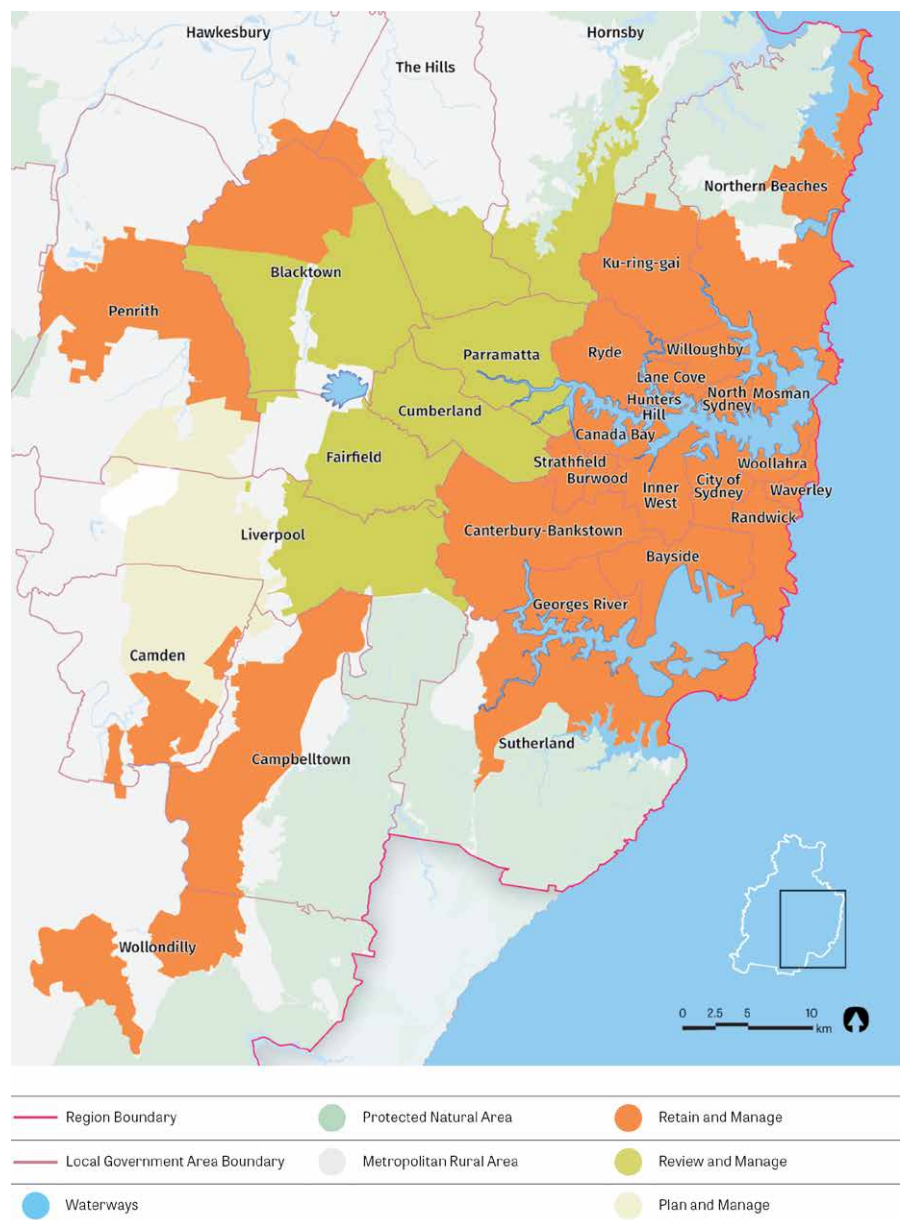 Hawkesbury
Hornsby
The Hills
Northern Beaches
Ku-ring-gai
Blacktown
Penrith
Parramatta
Ryde
Willoughby
Lane Cove
Hunters
Hill
North
Sydney
Mosman
Cumberland
Canada Bay
Fairfield
Strathfield
Burwood
Woollahra
Inner
West
City of
Sydney
Waverley
Randwick
Canterbury-Bankstown
Liverpool
Bayside
Georges River
Camden
Sutherland
Campbelltown
Wollondilly
0 2.5 5 10
km
Region Boundary
Protected Natural Area
Retain and Manage
Local Government Area Boundary
Metropolitan Rural Area
Review and Manage
Waterways
Plan and Manage